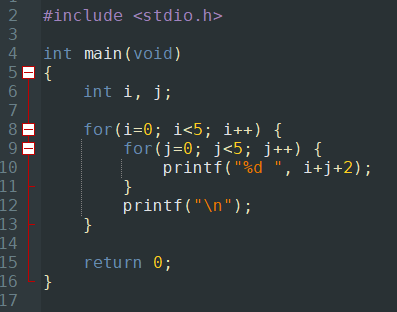 2 #include <stdio.h>
3
4 int main(void)
5 {
6     int i, j;
7
8     for(i=0; i<5; i++) {
9         for(j=0; j<5; j++) {
10             printf("%d ", i+j+2);
11         }
12         printf("\n");
13     }
14
15     return 0;
16 }
17